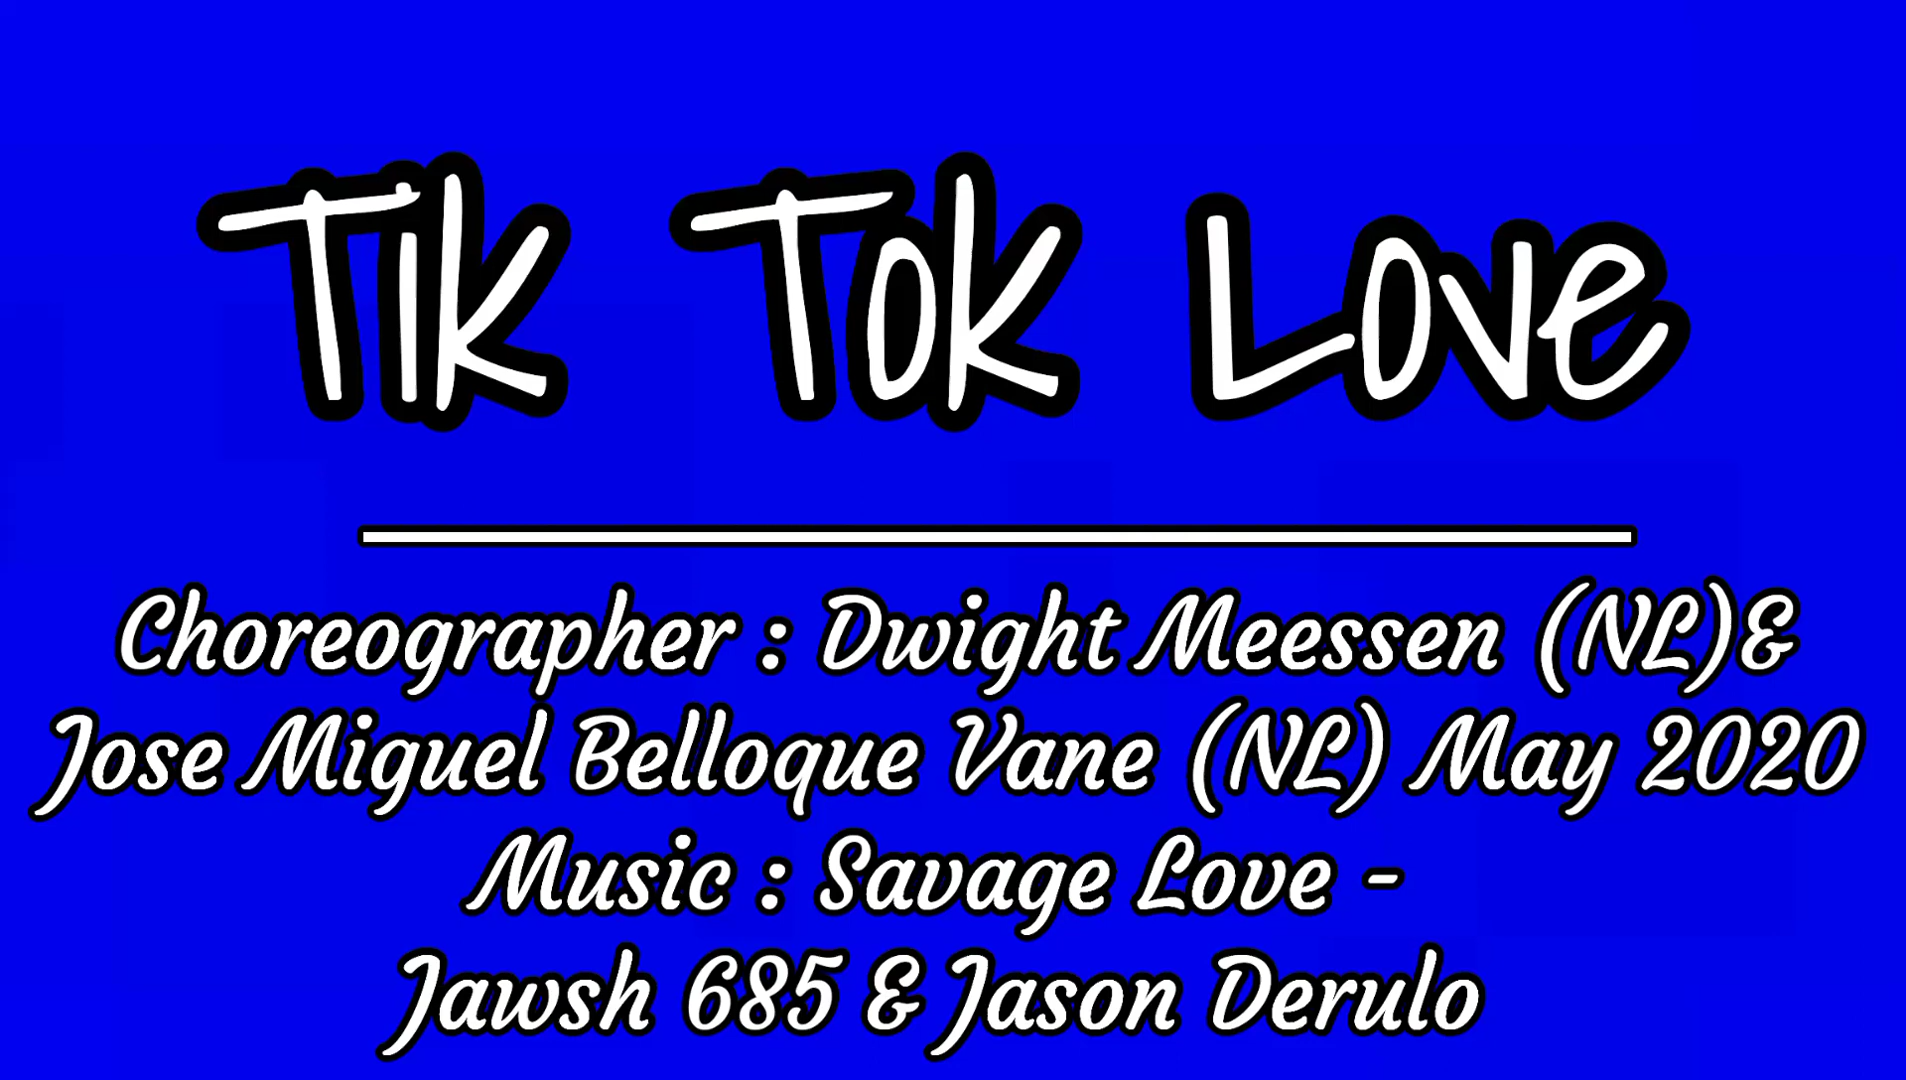 Tik Tok Love
Choreographer : Dwight Meessen (NL)&
Jose Miguel Belloque Vane (NL) May 2020
Music : Savage Love -
Jawsh 685 & Jason Derulo